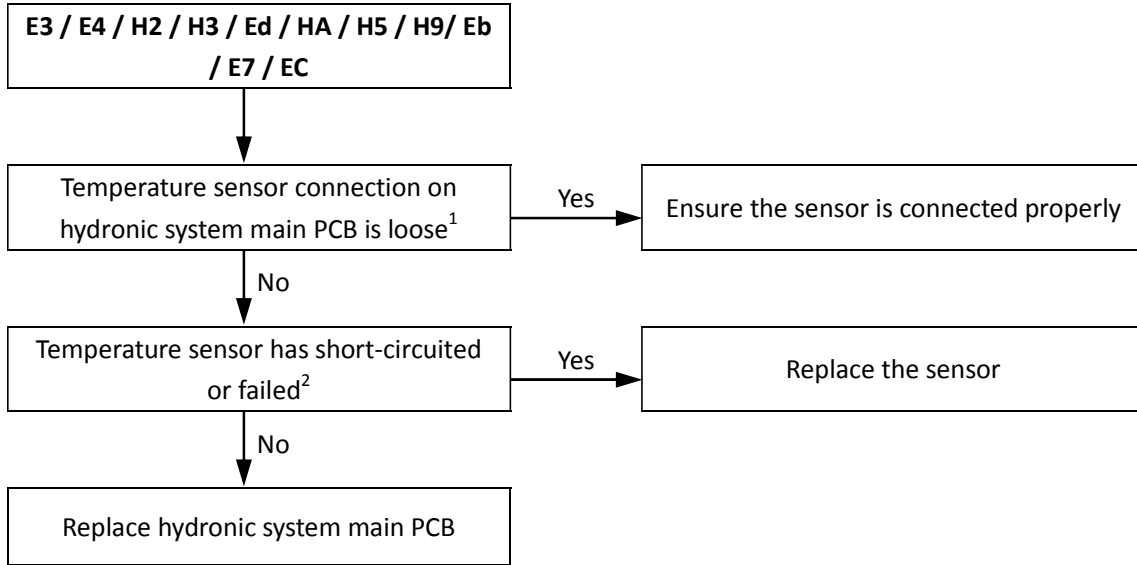 E3 / E4 / H2 / H3 / Ed / HA / H5 / H9/ Eb
/ E7 / EC
Temperature sensor connection on
hydronic system main PCB is loose¹
Yes
Ensure the sensor is connected properly
No
Temperature sensor has short-circuited
or failed²
Yes
Replace the sensor
No
Replace hydronic system main PCB